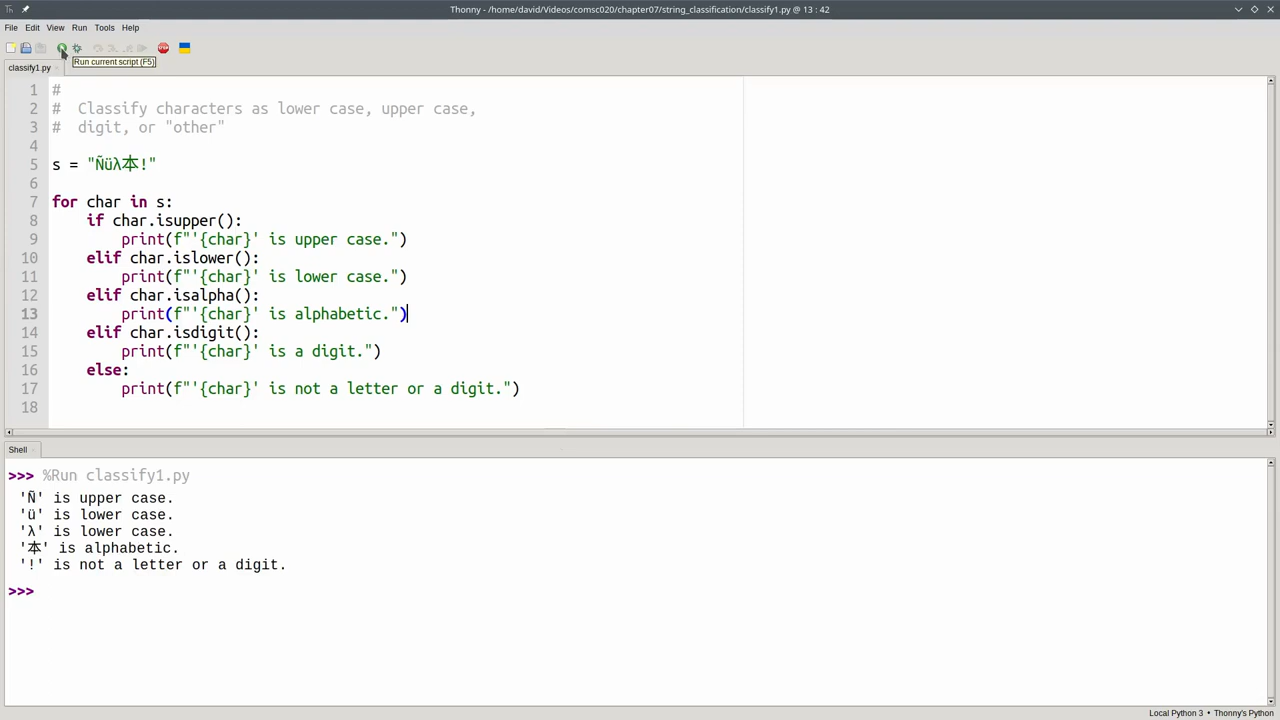 Thonny - /home/david/Videos/comsc020/chapter07/string_classification/classify1.py @ 13 : 42
File Edit View Run Tools Help
STOP
Run current script (F5)
classify1.py
1 #
2 #  Classify characters as lower case, upper case,
3 #  digit, or "other"
4
5 s = "Ñüλ本!"
6
7 for char in s:
8     if char.isupper():
9         print(f"'{char}' is upper case.")
10     elif char.islower():
11         print(f"'{char}' is lower case.")
12     elif char.isalpha():
13         print(f"'{char}' is alphabetic.")
14     elif char.isdigit():
15         print(f"'{char}' is a digit.")
16     else:
17         print(f"'{char}' is not a letter or a digit.")
18
Shell
>>> %Run classify1.py
'Ñ' is upper case.
'ü' is lower case.
'λ' is lower case.
'本' is alphabetic.
'!' is not a letter or a digit.
>>>
Local Python 3 • Thonny's Python